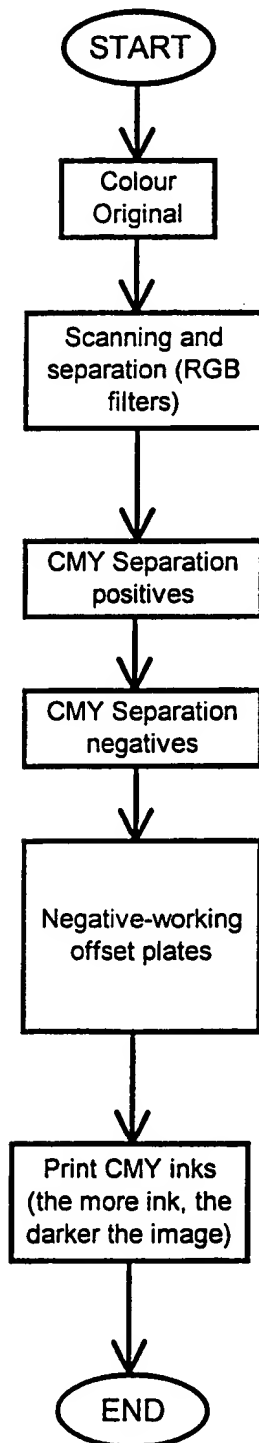 START
Colour
Original
Scanning and
separation (RGB
filters)
CMY Separation
positives
CMY Separation
negatives
Negative-working
offset plates
Print CMY inks
(the more ink, the
darker the image)
END